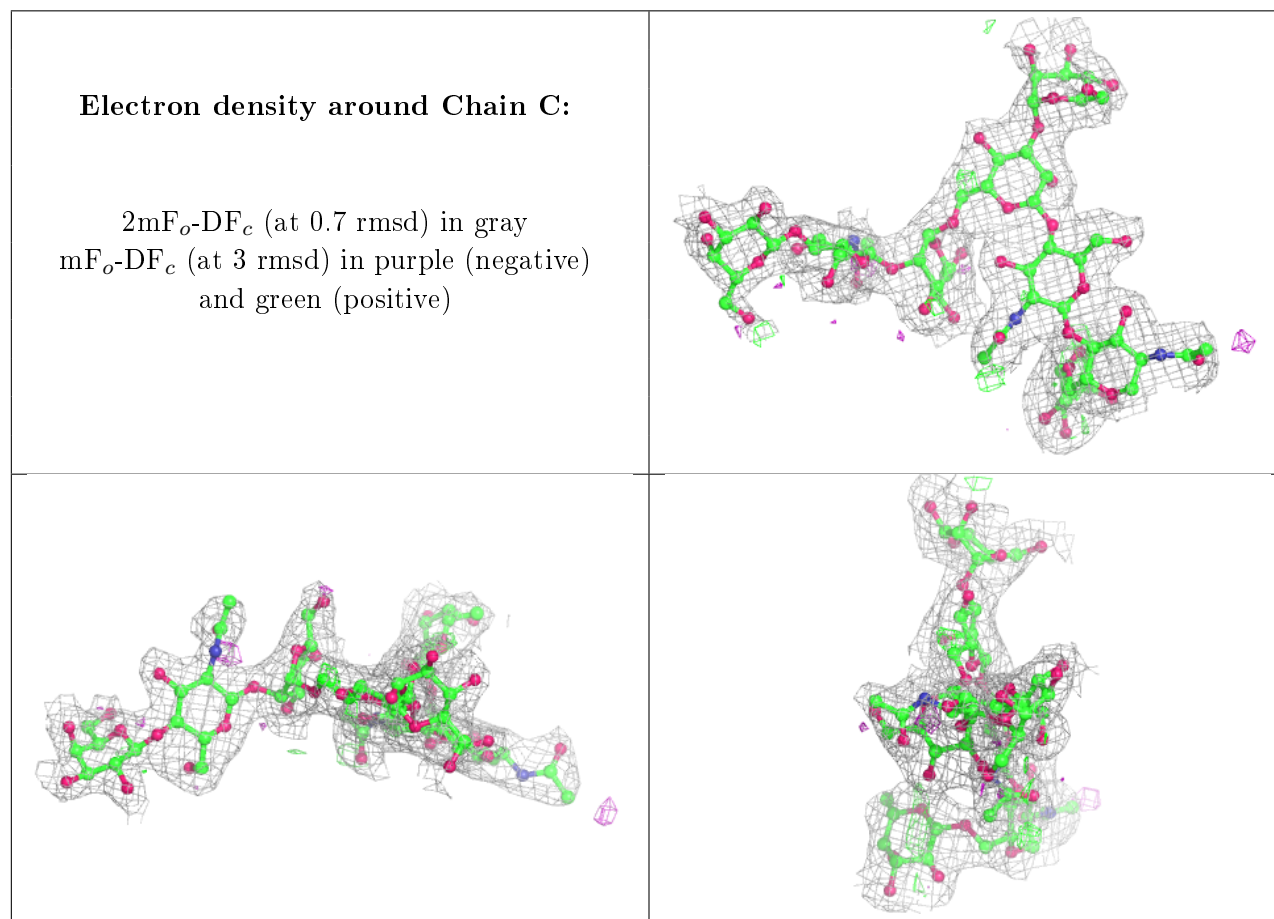 Electron density around Chain C:
2mFo-DFc (at 0.7 rmsd) in gray
mFo-DFc (at 3 rmsd) in purple (negative)
and green (positive)